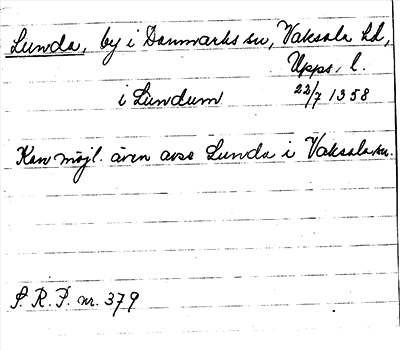 Lunda, by i Danmarks sn, Vaksala hd,
Upps. l.
i Lundum 22/7 1358
Kan möjl. även avse Lunda i Vaksala sn.
S. R. P. nr. 379